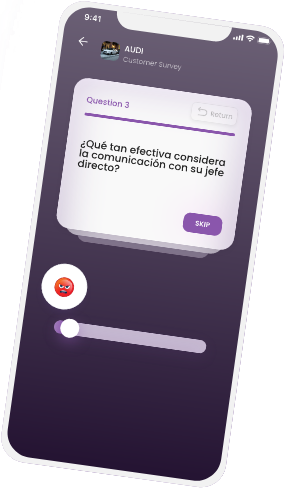 9:41
AUDI
Customer Survey
Question 3
Return
¿Qué tan efectiva considera
la comunicación con su jefe
directo?
SKIP